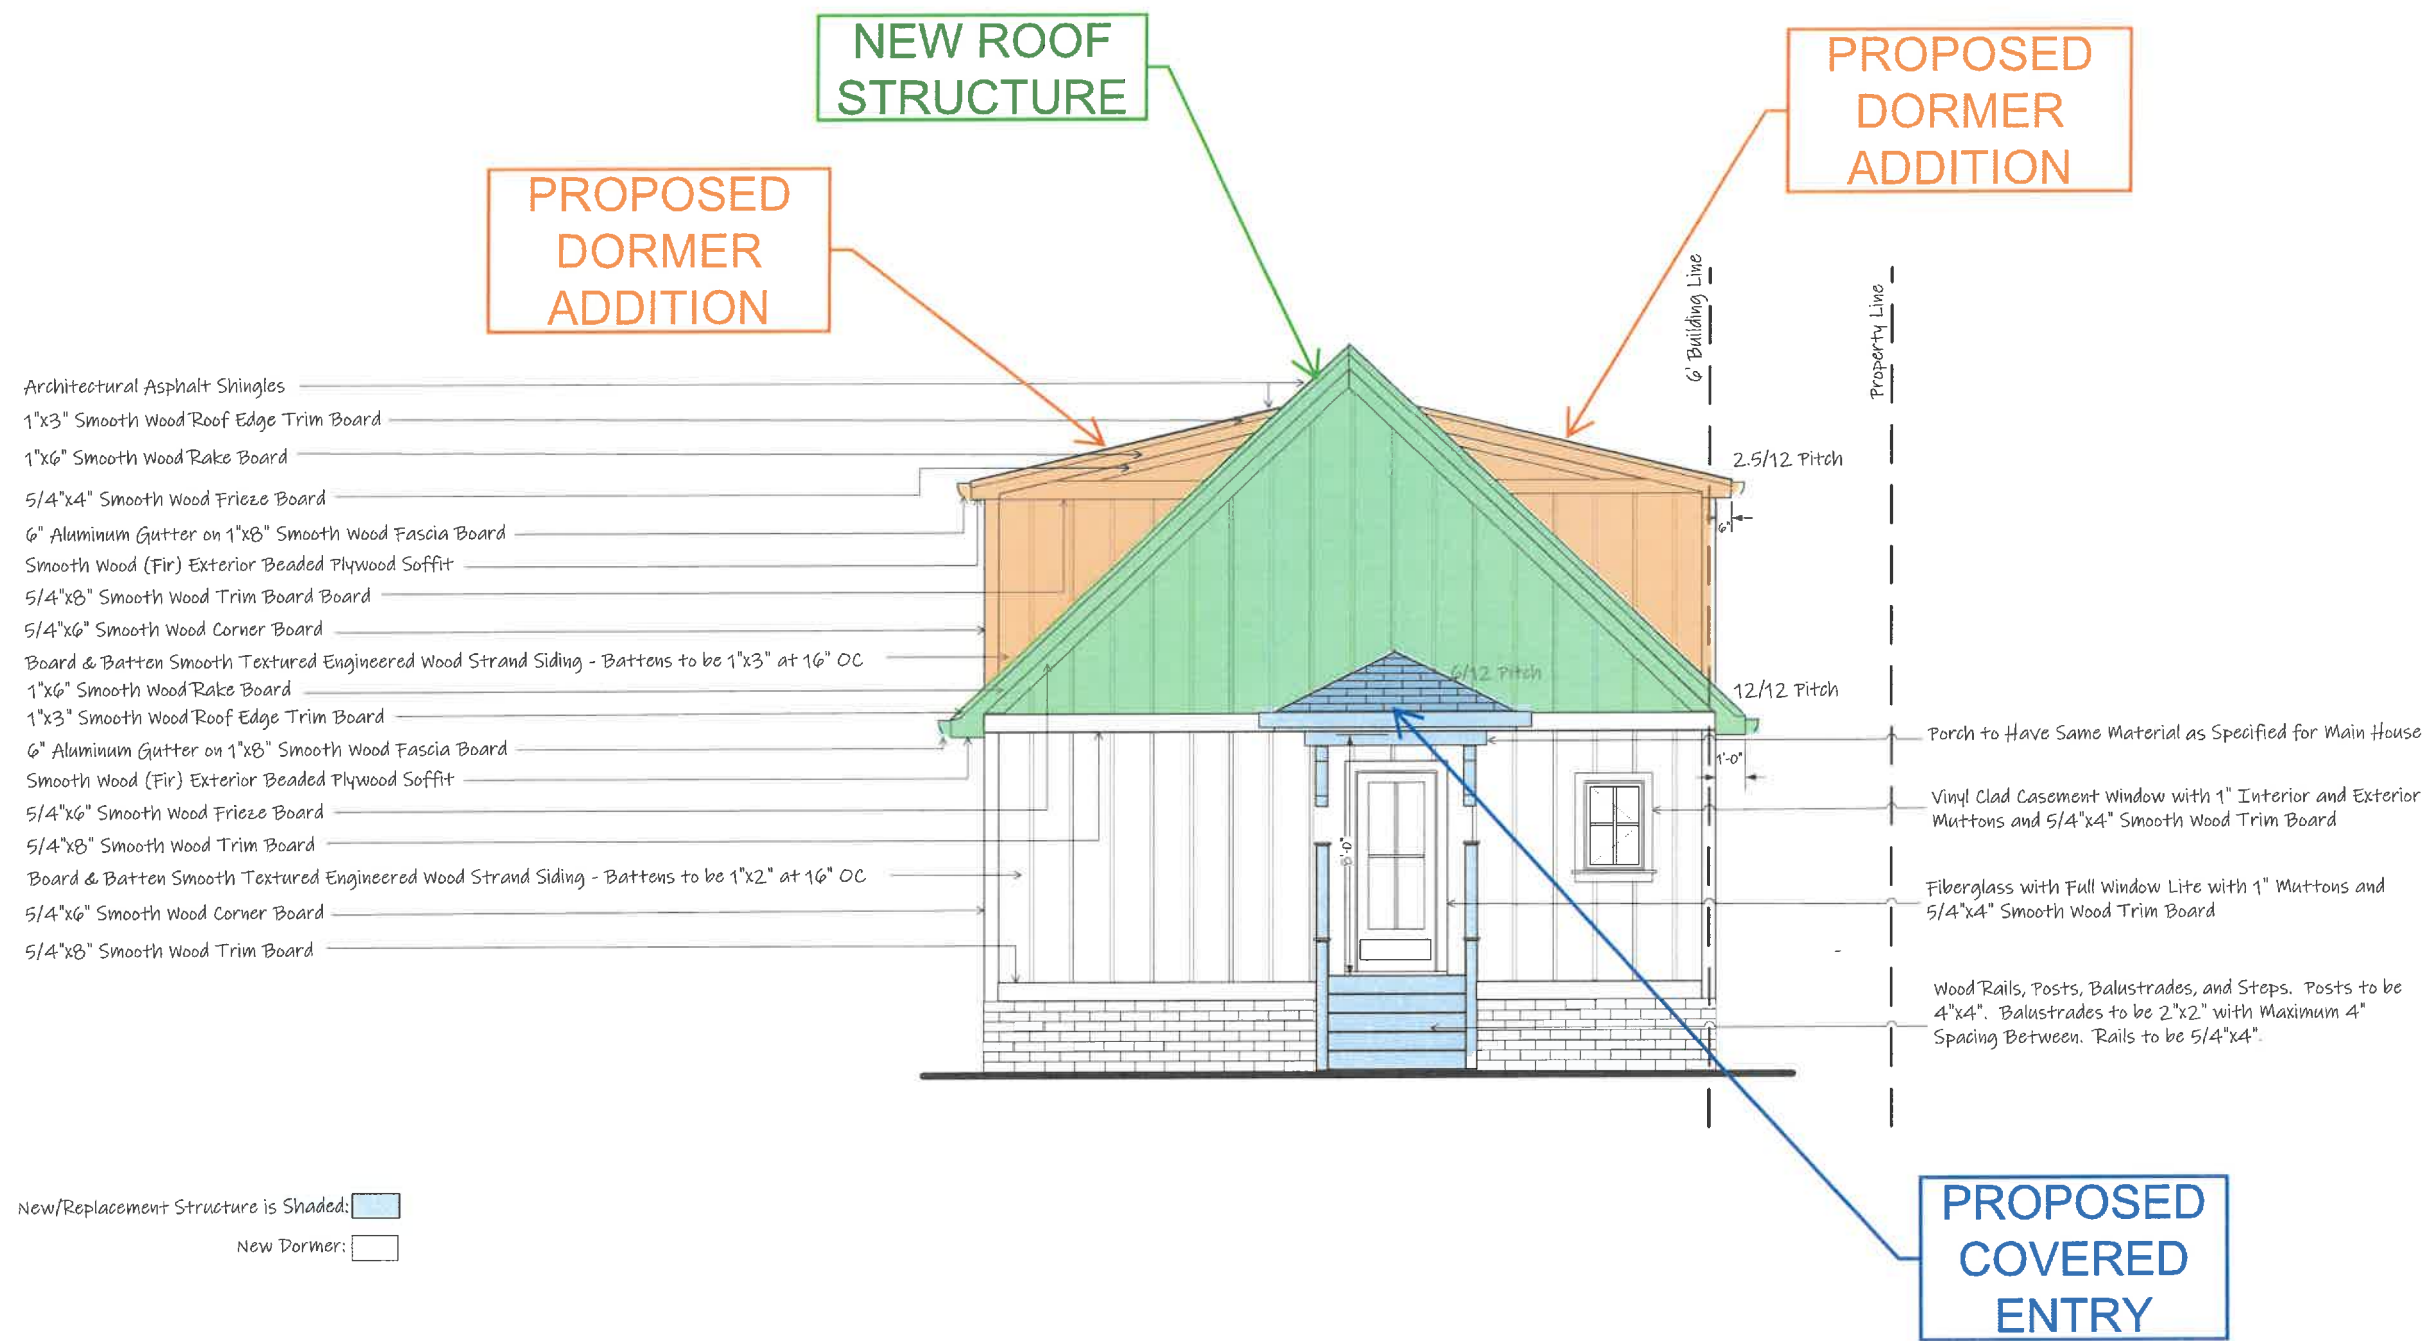 NEW ROOF
STRUCTURE
PROPOSED
DORMER
ADDITION
PROPOSED
DORMER
ADDITION
6' Building Line
Property Line
Architectural Asphalt Shingles
1"x3" Smooth Wood Roof Edge Trim Board
1"x6" Smooth Wood Rake Board
5/4"x4" Smooth Wood Frieze Board
6" Aluminum Gutter on 1"x8" Smooth Wood Fascia Board
Smooth Wood (Fir) Exterior Beaded Plywood Soffit
5/4"x8" Smooth Wood Trim Board Board
5/4"x6" Smooth Wood Corner Board
Board & Batten Smooth Textured Engineered Wood Strand Siding - Battens to be 1"x3" at 16" OC
1"x6" Smooth Wood Rake Board
1"x3" Smooth Wood Roof Edge Trim Board
6" Aluminum Gutter on 1"x8" Smooth Wood Fascia Board
Smooth Wood (Fir) Exterior Beaded Plywood Soffit
5/4"x6" Smooth Wood Frieze Board
5/4"x8" Smooth Wood Trim Board
Board & Batten Smooth Textured Engineered Wood Strand Siding - Battens to be 1"x2" at 16" OC
5/4"x6" Smooth Wood Corner Board
5/4"x8" Smooth Wood Trim Board
2.5/12 Pitch
6"
6/12 Pitch
12/12 Pitch
1'-0"
8'-0"
Porch to Have Same Material as Specified for Main House
Vinyl Clad Casement Window with 1" Interior and Exterior
Muttons and 5/4"x4" Smooth Wood Trim Board
Fiberglass with Full Window Lite with 1" Muttons and
5/4"x4" Smooth Wood Trim Board
Wood Rails, Posts, Balustrades, and Steps. Posts to be
4"x4". Balustrades to be 2"x2" with Maximum 4"
Spacing Between. Rails to be 5/4"x4".
New/Replacement Structure is Shaded:
New Dormer:
PROPOSED
COVERED
ENTRY